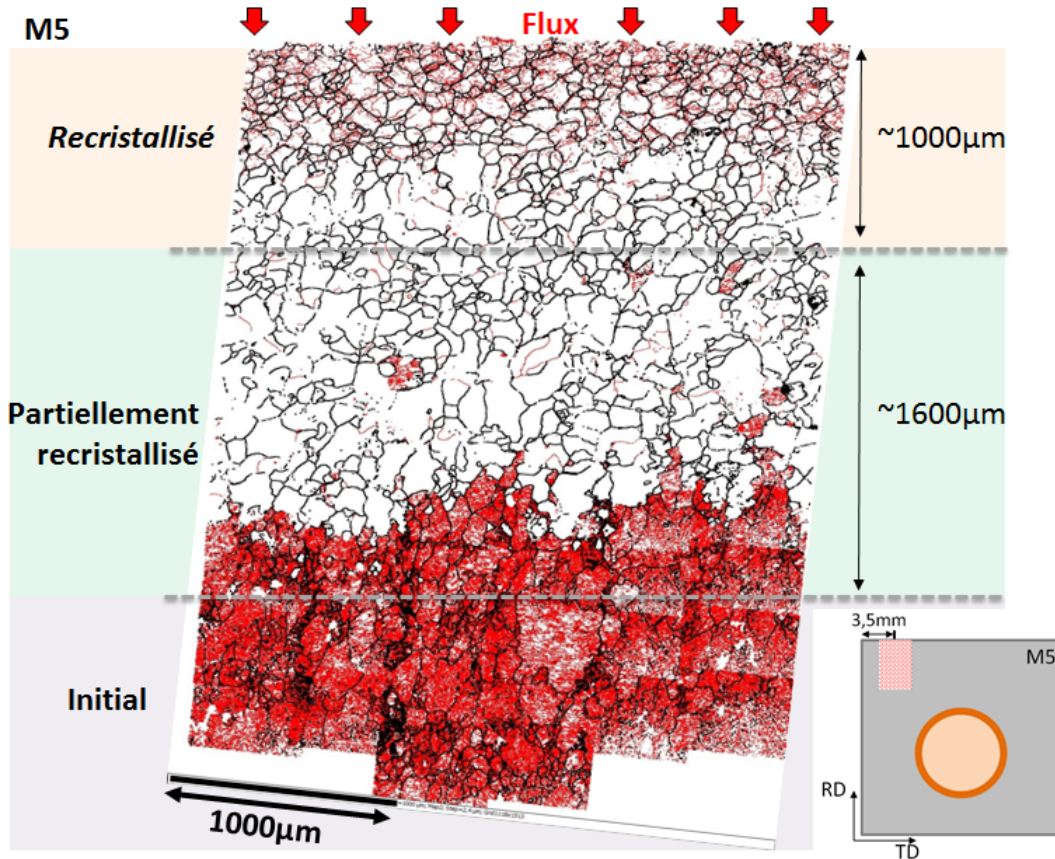 M5
Flux
Recristallisé
~1000µm
Partiellement
recristallisé
~1600µm
Initial
1000µm
3,5mm
M5
RD
TD